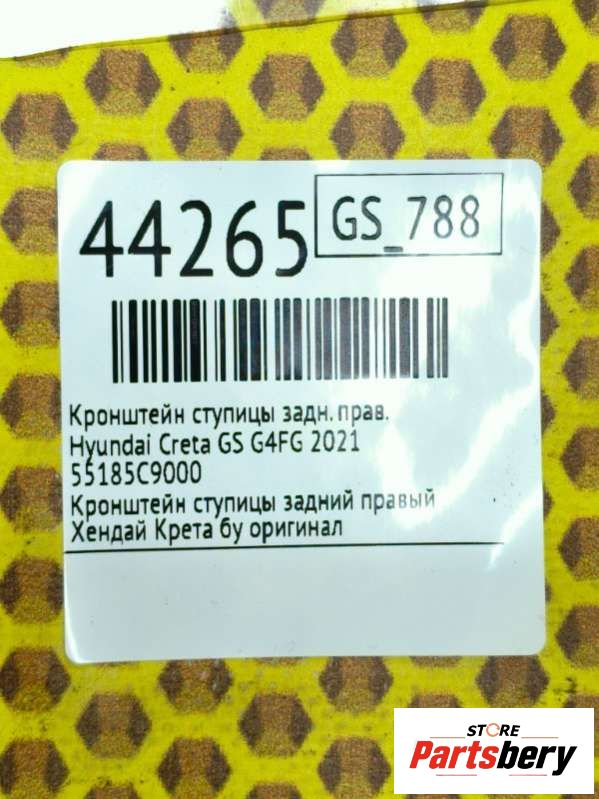 44265
GS_788
Кронштейн ступицы задн. прав.
Hyundai Creta GS G4FG 2021
55185C9000
Кронштейн ступицы задний правый
Хендай Крета бу оригинал
STORE
Partsbery